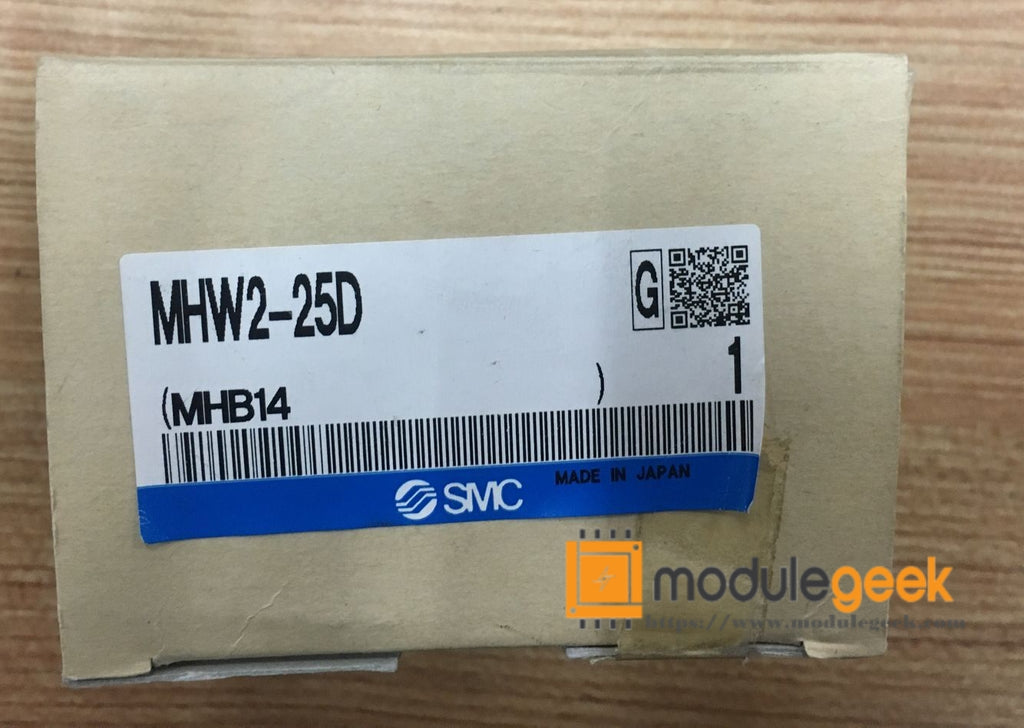 MHW2-25D
G
1
(MHB14 )
SMC
MADE IN JAPAN
modulegeek
https://www.modulegeek.com